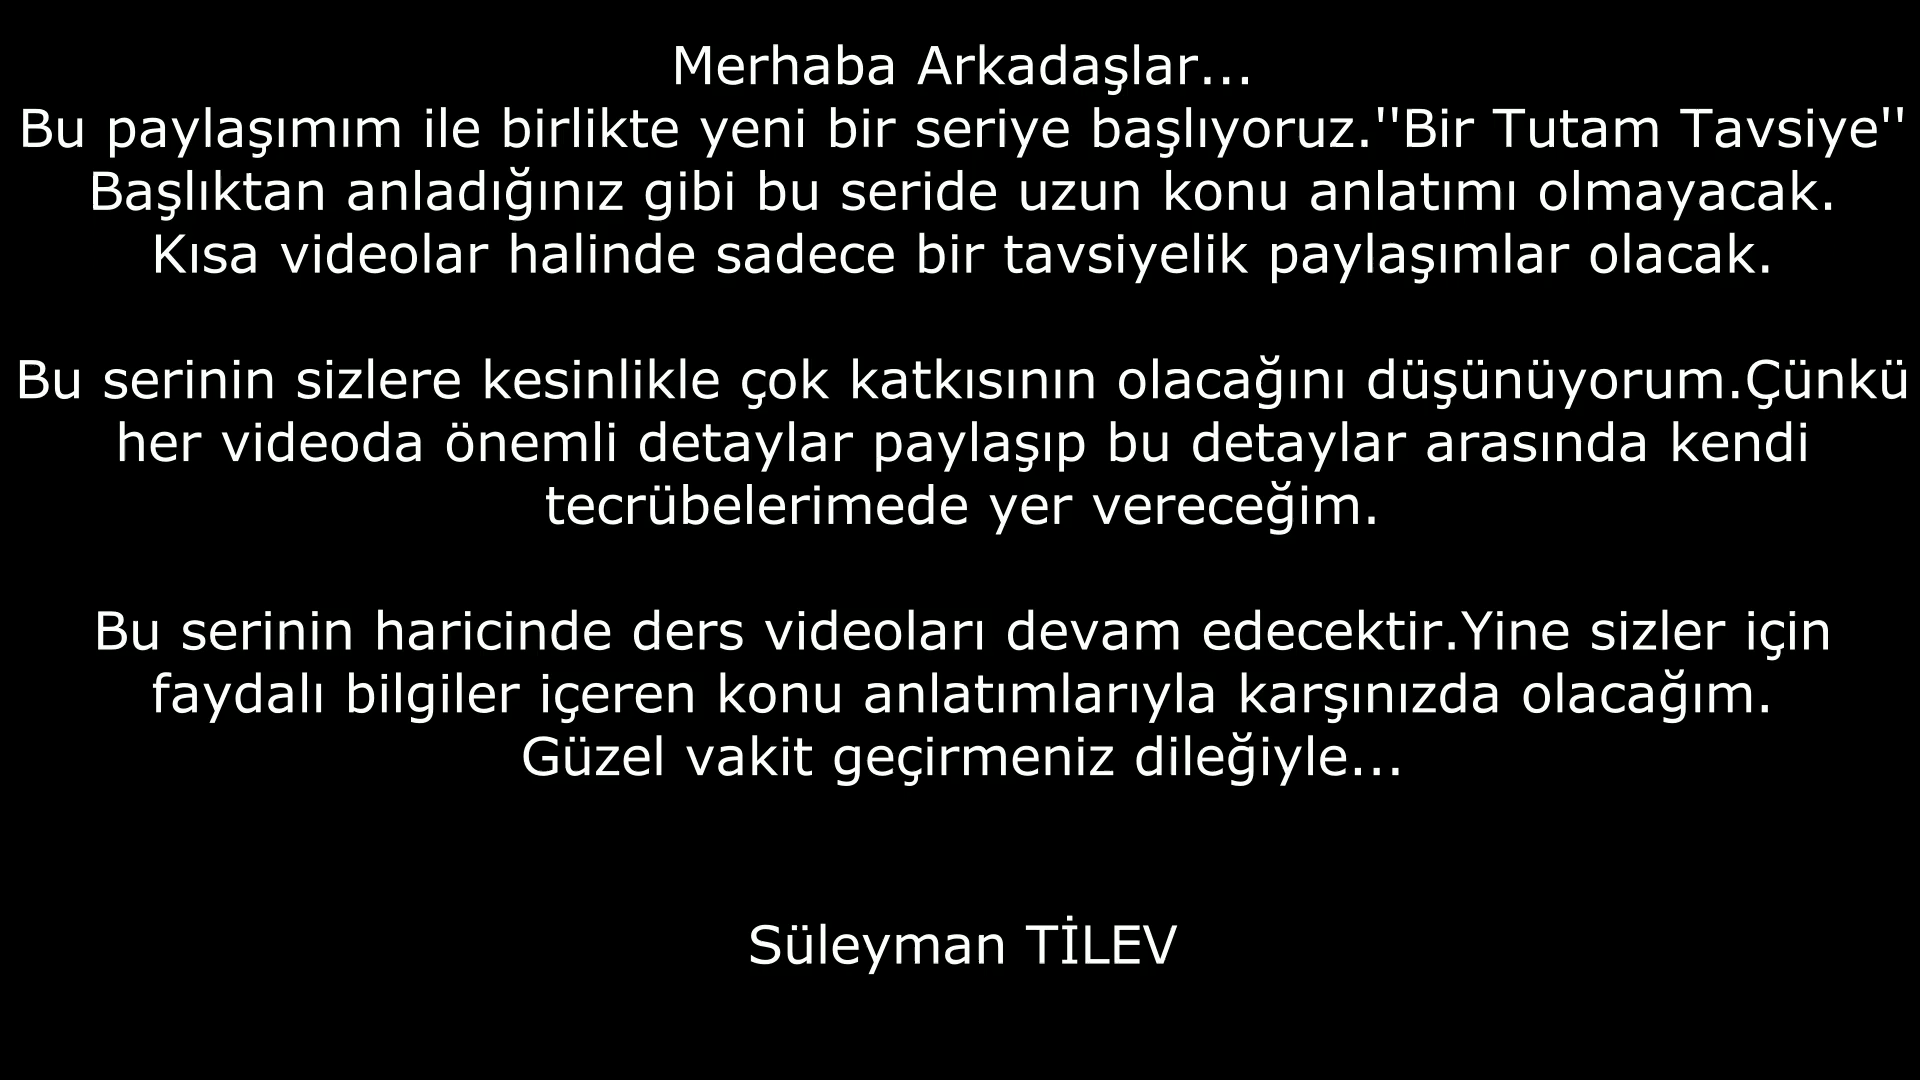 Merhaba Arkadaşlar...
Bu paylaşımım ile birlikte yeni bir seriye başlıyoruz.''Bir Tutam Tavsiye''
Başlıktan anladığınız gibi bu seride uzun konu anlatımı olmayacak.
Kısa videolar halinde sadece bir tavsiyelik paylaşımlar olacak.
Bu serinin sizlere kesinlikle çok katkısının olacağını düşünüyorum.Çünkü
her videoda önemli detaylar paylaşıp bu detaylar arasında kendi
tecrübelerimede yer vereceğim.
Bu serinin haricinde ders videoları devam edecektir.Yine sizler için
faydalı bilgiler içeren konu anlatımlarıyla karşınızda olacağım.
Güzel vakit geçirmeniz dileğiyle...
Süleyman TİLEV